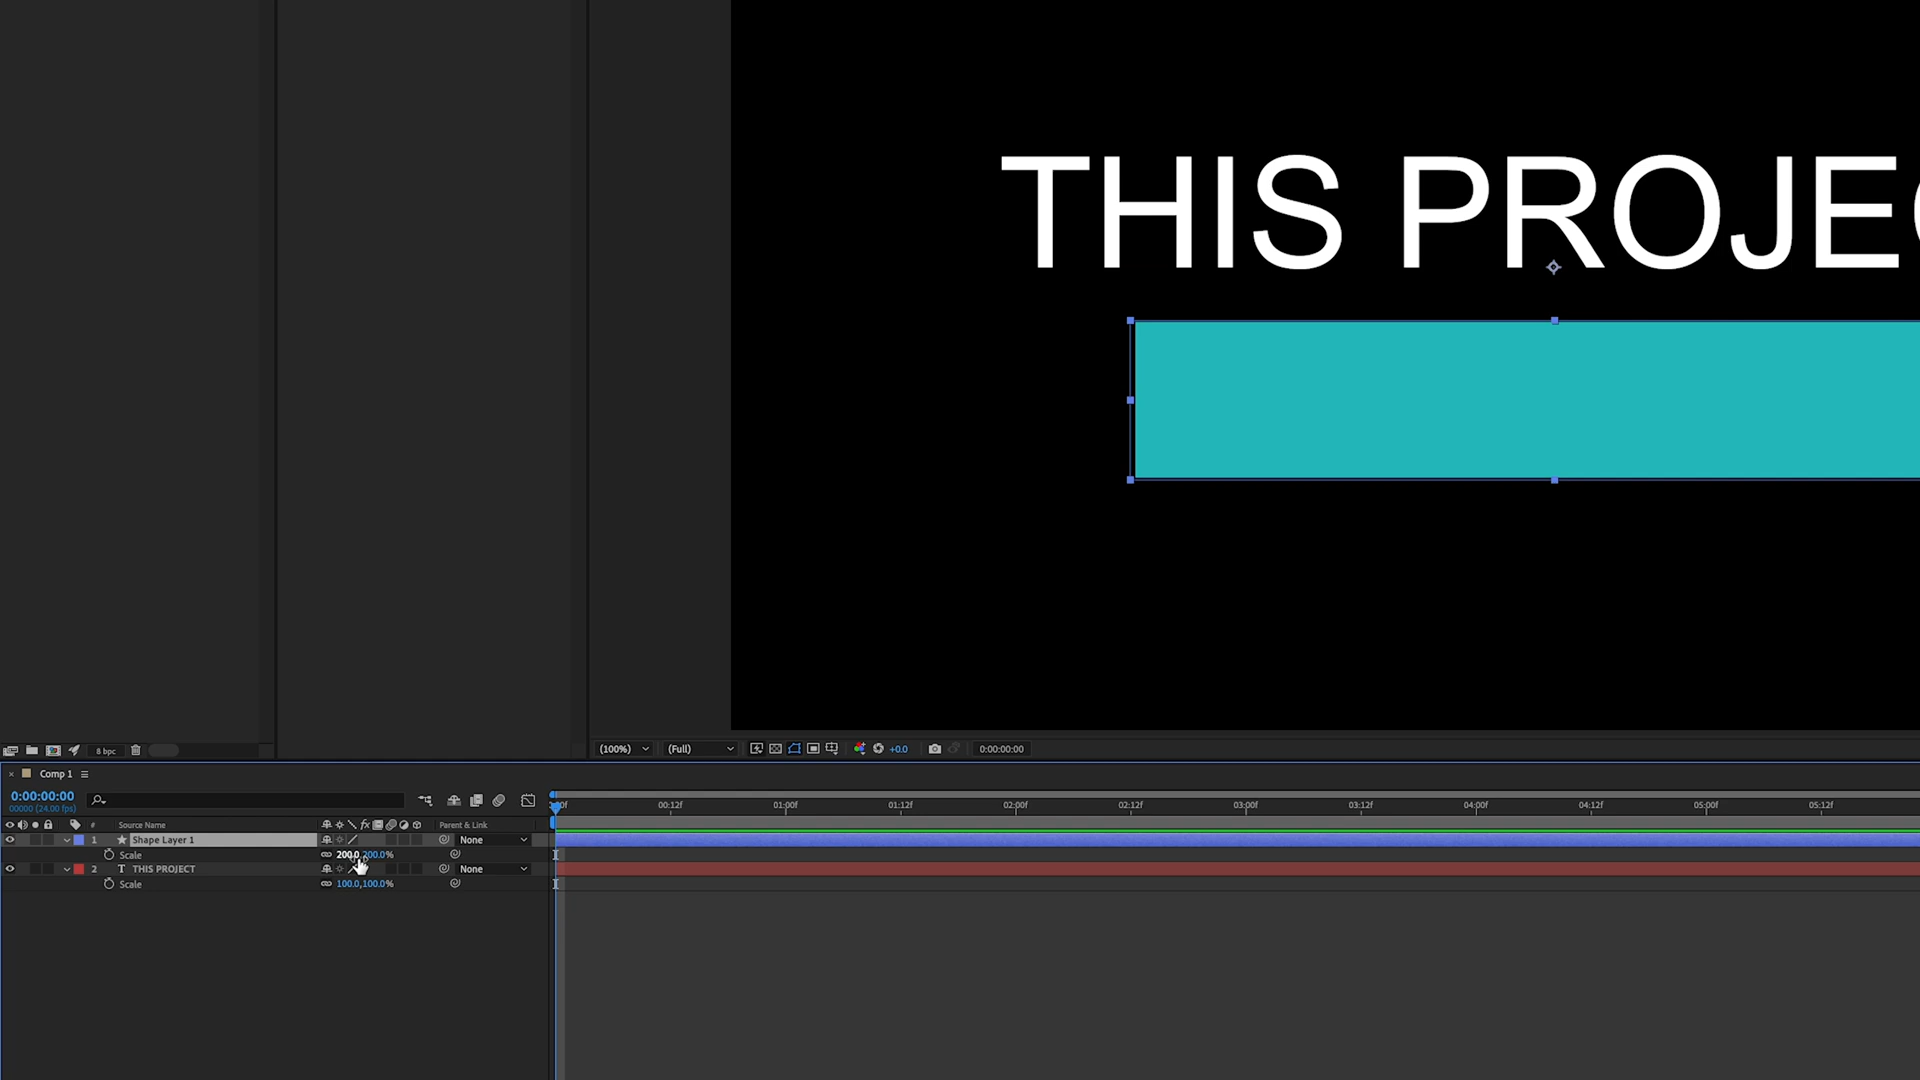 THIS PROJEC
8 bpc
(100%)
(Full)
+0.0
0:00:00:00
Comp 1
0:00:00:00
00000 (24.00 fps)
# Source Name
fx
Parent & Link
00:12f 01:00f 01:12f 02:00f 02:12f 03:00f 03:12f 04:00f 04:12f 05:00f 05:12f
1 Shape Layer 1 None
Scale 200.0,200.0%
2 T THIS PROJECT None
Scale 100.0,100.0%